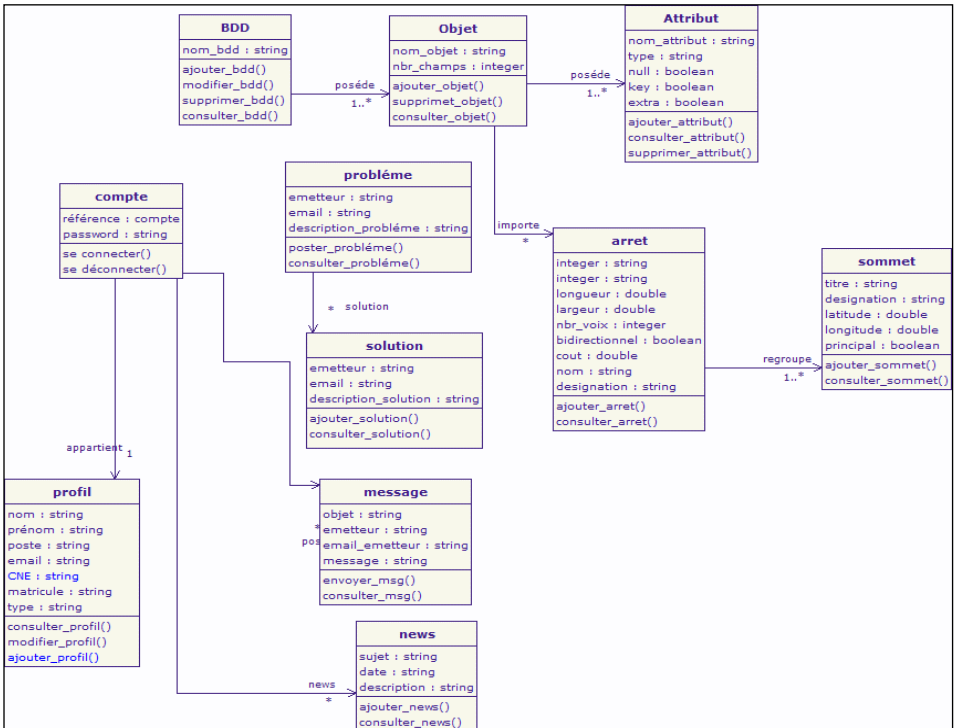 BDD
nom_bdd : string
ajouter_bdd()
modifier_bdd()
supprimer_bdd()
consulter_bdd()
poséde
1..*
Objet
nom_objet : string
nbr_champs : integer
ajouter_objet()
supprimet_objet()
consulter_objet()
poséde
1..*
Attribut
nom_attribut : string
type : string
null : boolean
key : boolean
extra : boolean
ajouter_attribut()
consulter_attribut()
supprimer_attribut()
compte
référence : compte
password : string
se connecter()
se déconnecter()
probléme
emetteur : string
email : string
description_probléme : string
poster_probléme()
consulter_probléme()
importe
*
arret
integer : string
integer : string
longueur : double
largeur : double
nbr_voix : integer
bidirectionnel : boolean
cout : double
nom : string
designation : string
ajouter_arret()
consulter_arret()
regroupe
1..*
sommet
titre : string
designation : string
latitude : double
longitude : double
principal : boolean
ajouter_sommet()
consulter_sommet()
* solution
solution
emetteur : string
email : string
description_solution : string
ajouter_solution()
consulter_solution()
appartient 1
profil
nom : string
prénom : string
poste : string
email : string
CNE : string
matricule : string
type : string
consulter_profil()
modifier_profil()
ajouter_profil()
*
pos
message
objet : string
emetteur : string
email_emetteur : string
message : string
envoyer_msg()
consulter_msg()
news
*
news
sujet : string
date : string
description : string
ajouter_news()
consulter_news()